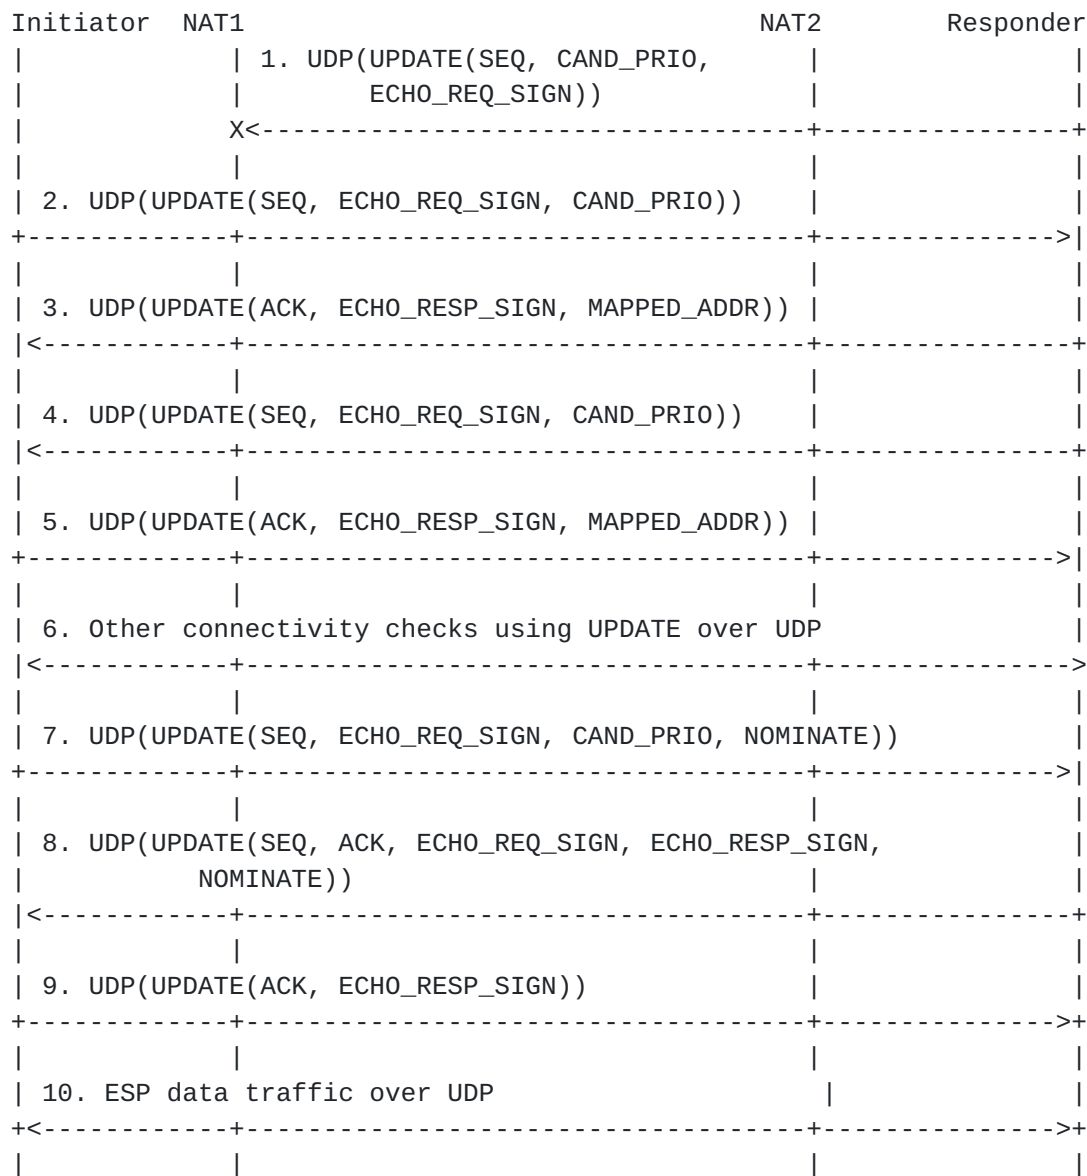 Initiator  NAT1                                 NAT2        Responder
|             | 1. UDP(UPDATE(SEQ, CAND_PRIO,      |                |
|             |        ECHO_REQ_SIGN))             |                |
|             X<-----------------------------------+----------------+
|             |                                    |                |
| 2. UDP(UPDATE(SEQ, ECHO_REQ_SIGN, CAND_PRIO))    |                |
+-------------+------------------------------------+--------------->|
|             |                                    |                |
| 3. UDP(UPDATE(ACK, ECHO_RESP_SIGN, MAPPED_ADDR)) |                |
|<------------+------------------------------------+----------------+
|             |                                    |                |
| 4. UDP(UPDATE(SEQ, ECHO_REQ_SIGN, CAND_PRIO))    |                |
|<------------+------------------------------------+----------------+
|             |                                    |                |
| 5. UDP(UPDATE(ACK, ECHO_RESP_SIGN, MAPPED_ADDR)) |                |
+-------------+------------------------------------+--------------->|
|             |                                    |                |
| 6. Other connectivity checks using UPDATE over UDP                |
|<------------+------------------------------------+---------------->
|             |                                    |                |
| 7. UDP(UPDATE(SEQ, ECHO_REQ_SIGN, CAND_PRIO, NOMINATE))           |
+-------------+------------------------------------+--------------->|
|             |                                    |                |
| 8. UDP(UPDATE(SEQ, ACK, ECHO_REQ_SIGN, ECHO_RESP_SIGN,            |
|           NOMINATE))                             |                |
|<------------+------------------------------------+----------------+
|             |                                    |                |
| 9. UDP(UPDATE(ACK, ECHO_RESP_SIGN))              |                |
+-------------+------------------------------------+--------------->+
|             |                                    |                |
| 10. ESP data traffic over UDP                     |               |
+<------------+------------------------------------+--------------->+
|             |                                    |                |